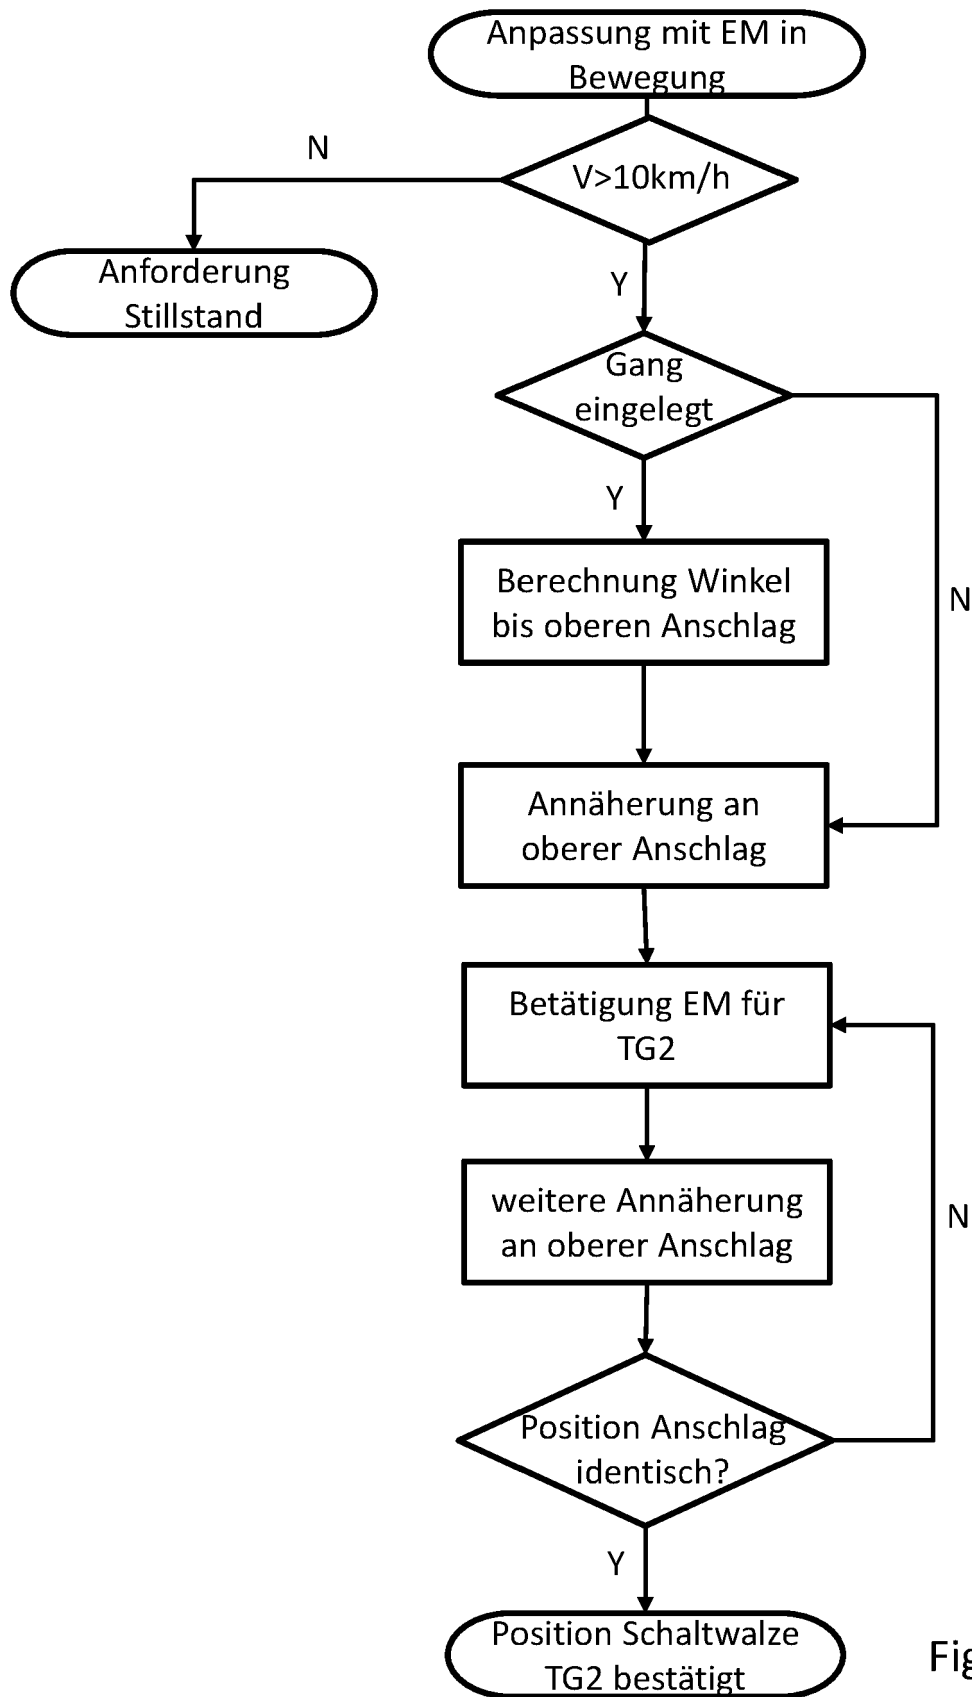 Anpassung mit EM in
Bewegung
N
V>10km/h
Anforderung
Stillstand
Y
Gang
eingelegt
Y
Berechnung Winkel
bis oberen Anschlag
N
Annäherung an
oberer Anschlag
Betätigung EM für
TG2
weitere Annäherung
an oberer Anschlag
N
Position Anschlag
identisch?
Y
Position Schaltwalze
TG2 bestätigt
Fig